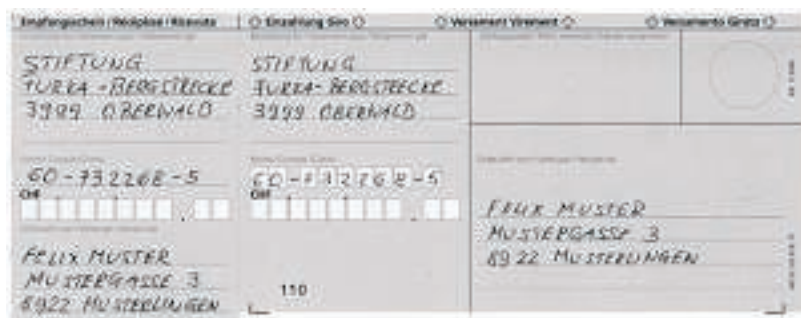 Empfangsschein / Récépissé / Ricevuta
Einzahlung Giro
Versement Virement
Versamento Girata
STIFTUNG
FURKA-BERGSTRECKE
3999 OBERWALD
60-732268-5
CHF
FELIX MUSTER
MUSTERGASSE 3
8922 MUSTERLINGEN
STIFTUNG
FURKA-BERGSTRECKE
3999 OBERWALD
60-732268-5
CHF
110
FELIX MUSTER
MUSTERGASSE 3
8922 MUSTERLINGEN